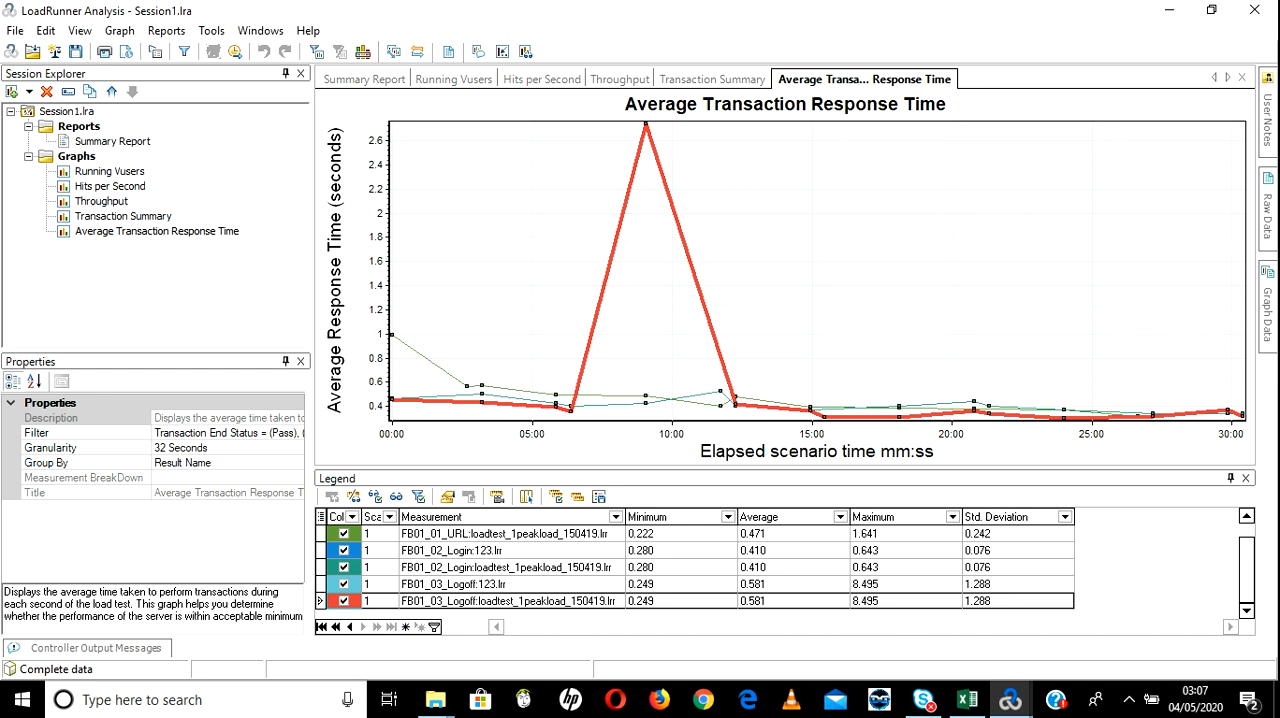 LoadRunner Analysis - Session1.lra
File Edit View Graph Reports Tools Windows Help
Session Explorer
Session1.lra
Reports
Summary Report
Graphs
Running Vusers
Hits per Second
Throughput
Transaction Summary
Average Transaction Response Time
Properties
Properties
Description Displays the average time taken to
Filter Transaction End Status = (Pass), (
Granularity 32 Seconds
Group By Result Name
Measurement BreakDown
Title Average Transaction Response T
Displays the average time taken to perform transactions during
each second of the load test. This graph helps you determine
whether the performance of the server is within acceptable minimum
Controller Output Messages
Complete data
Summary Report Running Vusers Hits per Second Throughput Transaction Summary Average Transa... Response Time
Average Transaction Response Time
Average Response Time (seconds)
2.6
2.4
2.2
2
1.8
1.6
1.4
1.2
1
0.8
0.6
0.4
00:00 05:00 10:00 15:00 20:00 25:00 30:00
Elapsed scenario time mm:ss
Legend
Col Sca Measurement Minimum Average Maximum Std. Deviation
1 FB01_01_URL:loadtest_1peakload_150419.lrr 0.222 0.471 1.641 0.242
1 FB01_02_Login:123.lrr 0.280 0.410 0.643 0.076
1 FB01_02_Login:loadtest_1peakload_150419.lrr 0.280 0.410 0.643 0.076
1 FB01_03_Logoff:123.lrr 0.249 0.581 8.495 1.288
1 FB01_03_Logoff:loadtest_1peakload_150419.lrr 0.249 0.581 8.495 1.288
User Notes
Raw Data
Graph Data
Type here to search
03:07
04/05/2020
2